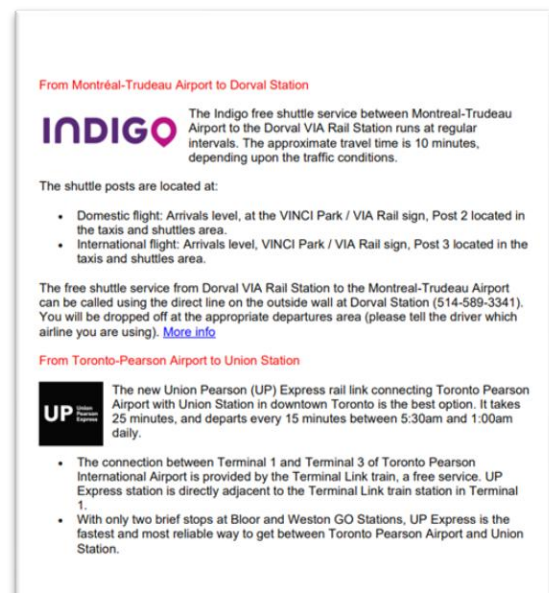 From Montréal-Trudeau Airport to Dorval Station
INDIGO
The Indigo free shuttle service between Montreal-Trudeau
Airport to the Dorval VIA Rail Station runs at regular
intervals. The approximate travel time is 10 minutes,
depending upon the traffic conditions.
The shuttle posts are located at:
• Domestic flight: Arrivals level, at the VINCI Park / VIA Rail sign, Post 2 located in
the taxis and shuttles area.
• International flight: Arrivals level, VINCI Park / VIA Rail sign, Post 3 located in the
taxis and shuttles area.
The free shuttle service from Dorval VIA Rail Station to the Montreal-Trudeau Airport
can be called using the direct line on the outside wall at Dorval Station (514-589-3341).
You will be dropped off at the appropriate departures area (please tell the driver which
airline you are using). More info
From Toronto-Pearson Airport to Union Station
UP Union
Pearson
Express
The new Union Pearson (UP) Express rail link connecting Toronto Pearson
Airport with Union Station in downtown Toronto is the best option. It takes
25 minutes, and departs every 15 minutes between 5:30am and 1:00am
daily.
• The connection between Terminal 1 and Terminal 3 of Toronto Pearson
International Airport is provided by the Terminal Link train, a free service. UP
Express station is directly adjacent to the Terminal Link train station in Terminal
1.
• With only two brief stops at Bloor and Weston GO Stations, UP Express is the
fastest and most reliable way to get between Toronto Pearson Airport and Union
Station.